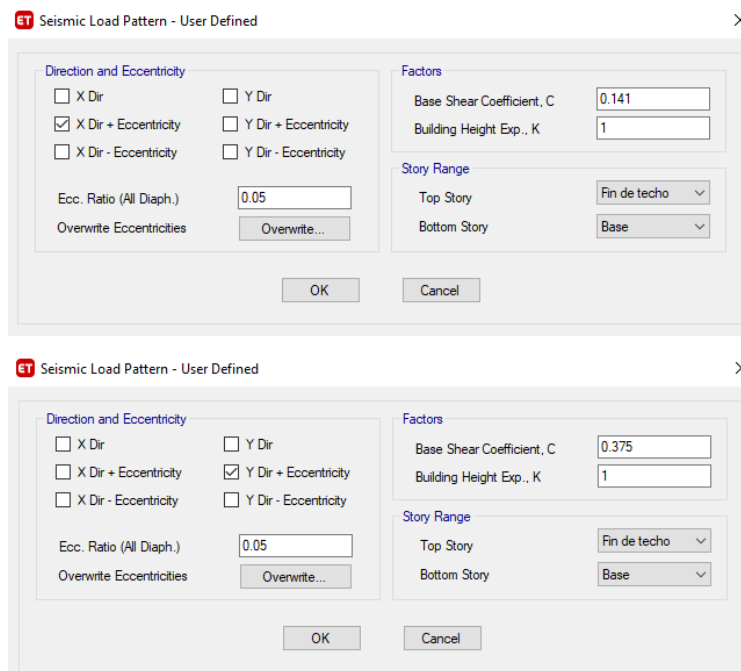 ET Seismic Load Pattern - User Defined
Direction and Eccentricity
X Dir Y Dir
X Dir + Eccentricity Y Dir + Eccentricity
X Dir - Eccentricity Y Dir - Eccentricity
Ecc. Ratio (All Diaph.) 0.05
Overwrite Eccentricities Overwrite...
Factors
Base Shear Coefficient, C 0.141
Building Height Exp., K 1
Story Range
Top Story Fin de techo
Bottom Story Base
OK Cancel
ET Seismic Load Pattern - User Defined
Direction and Eccentricity
X Dir Y Dir
X Dir + Eccentricity Y Dir + Eccentricity
X Dir - Eccentricity Y Dir - Eccentricity
Ecc. Ratio (All Diaph.) 0.05
Overwrite Eccentricities Overwrite...
Factors
Base Shear Coefficient, C 0.375
Building Height Exp., K 1
Story Range
Top Story Fin de techo
Bottom Story Base
OK Cancel